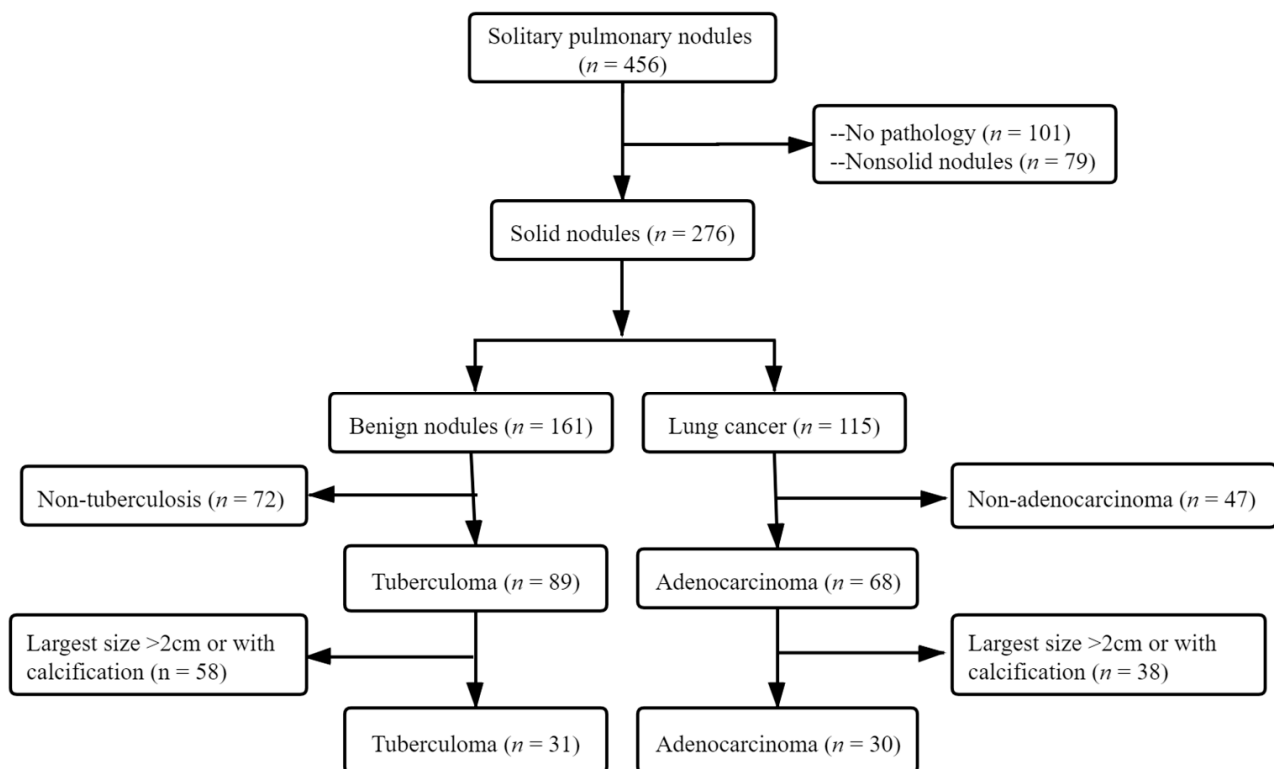 Solitary pulmonary nodules
(n = 456)
--No pathology (n = 101)
--Nonsolid nodules (n = 79)
Solid nodules (n = 276)
Benign nodules (n = 161)
Lung cancer (n = 115)
Non-tuberculosis (n = 72)
Non-adenocarcinoma (n = 47)
Tuberculoma (n = 89)
Adenocarcinoma (n = 68)
Largest size >2cm or with
calcification (n = 58)
Largest size >2cm or with
calcification (n = 38)
Tuberculoma (n = 31)
Adenocarcinoma (n = 30)